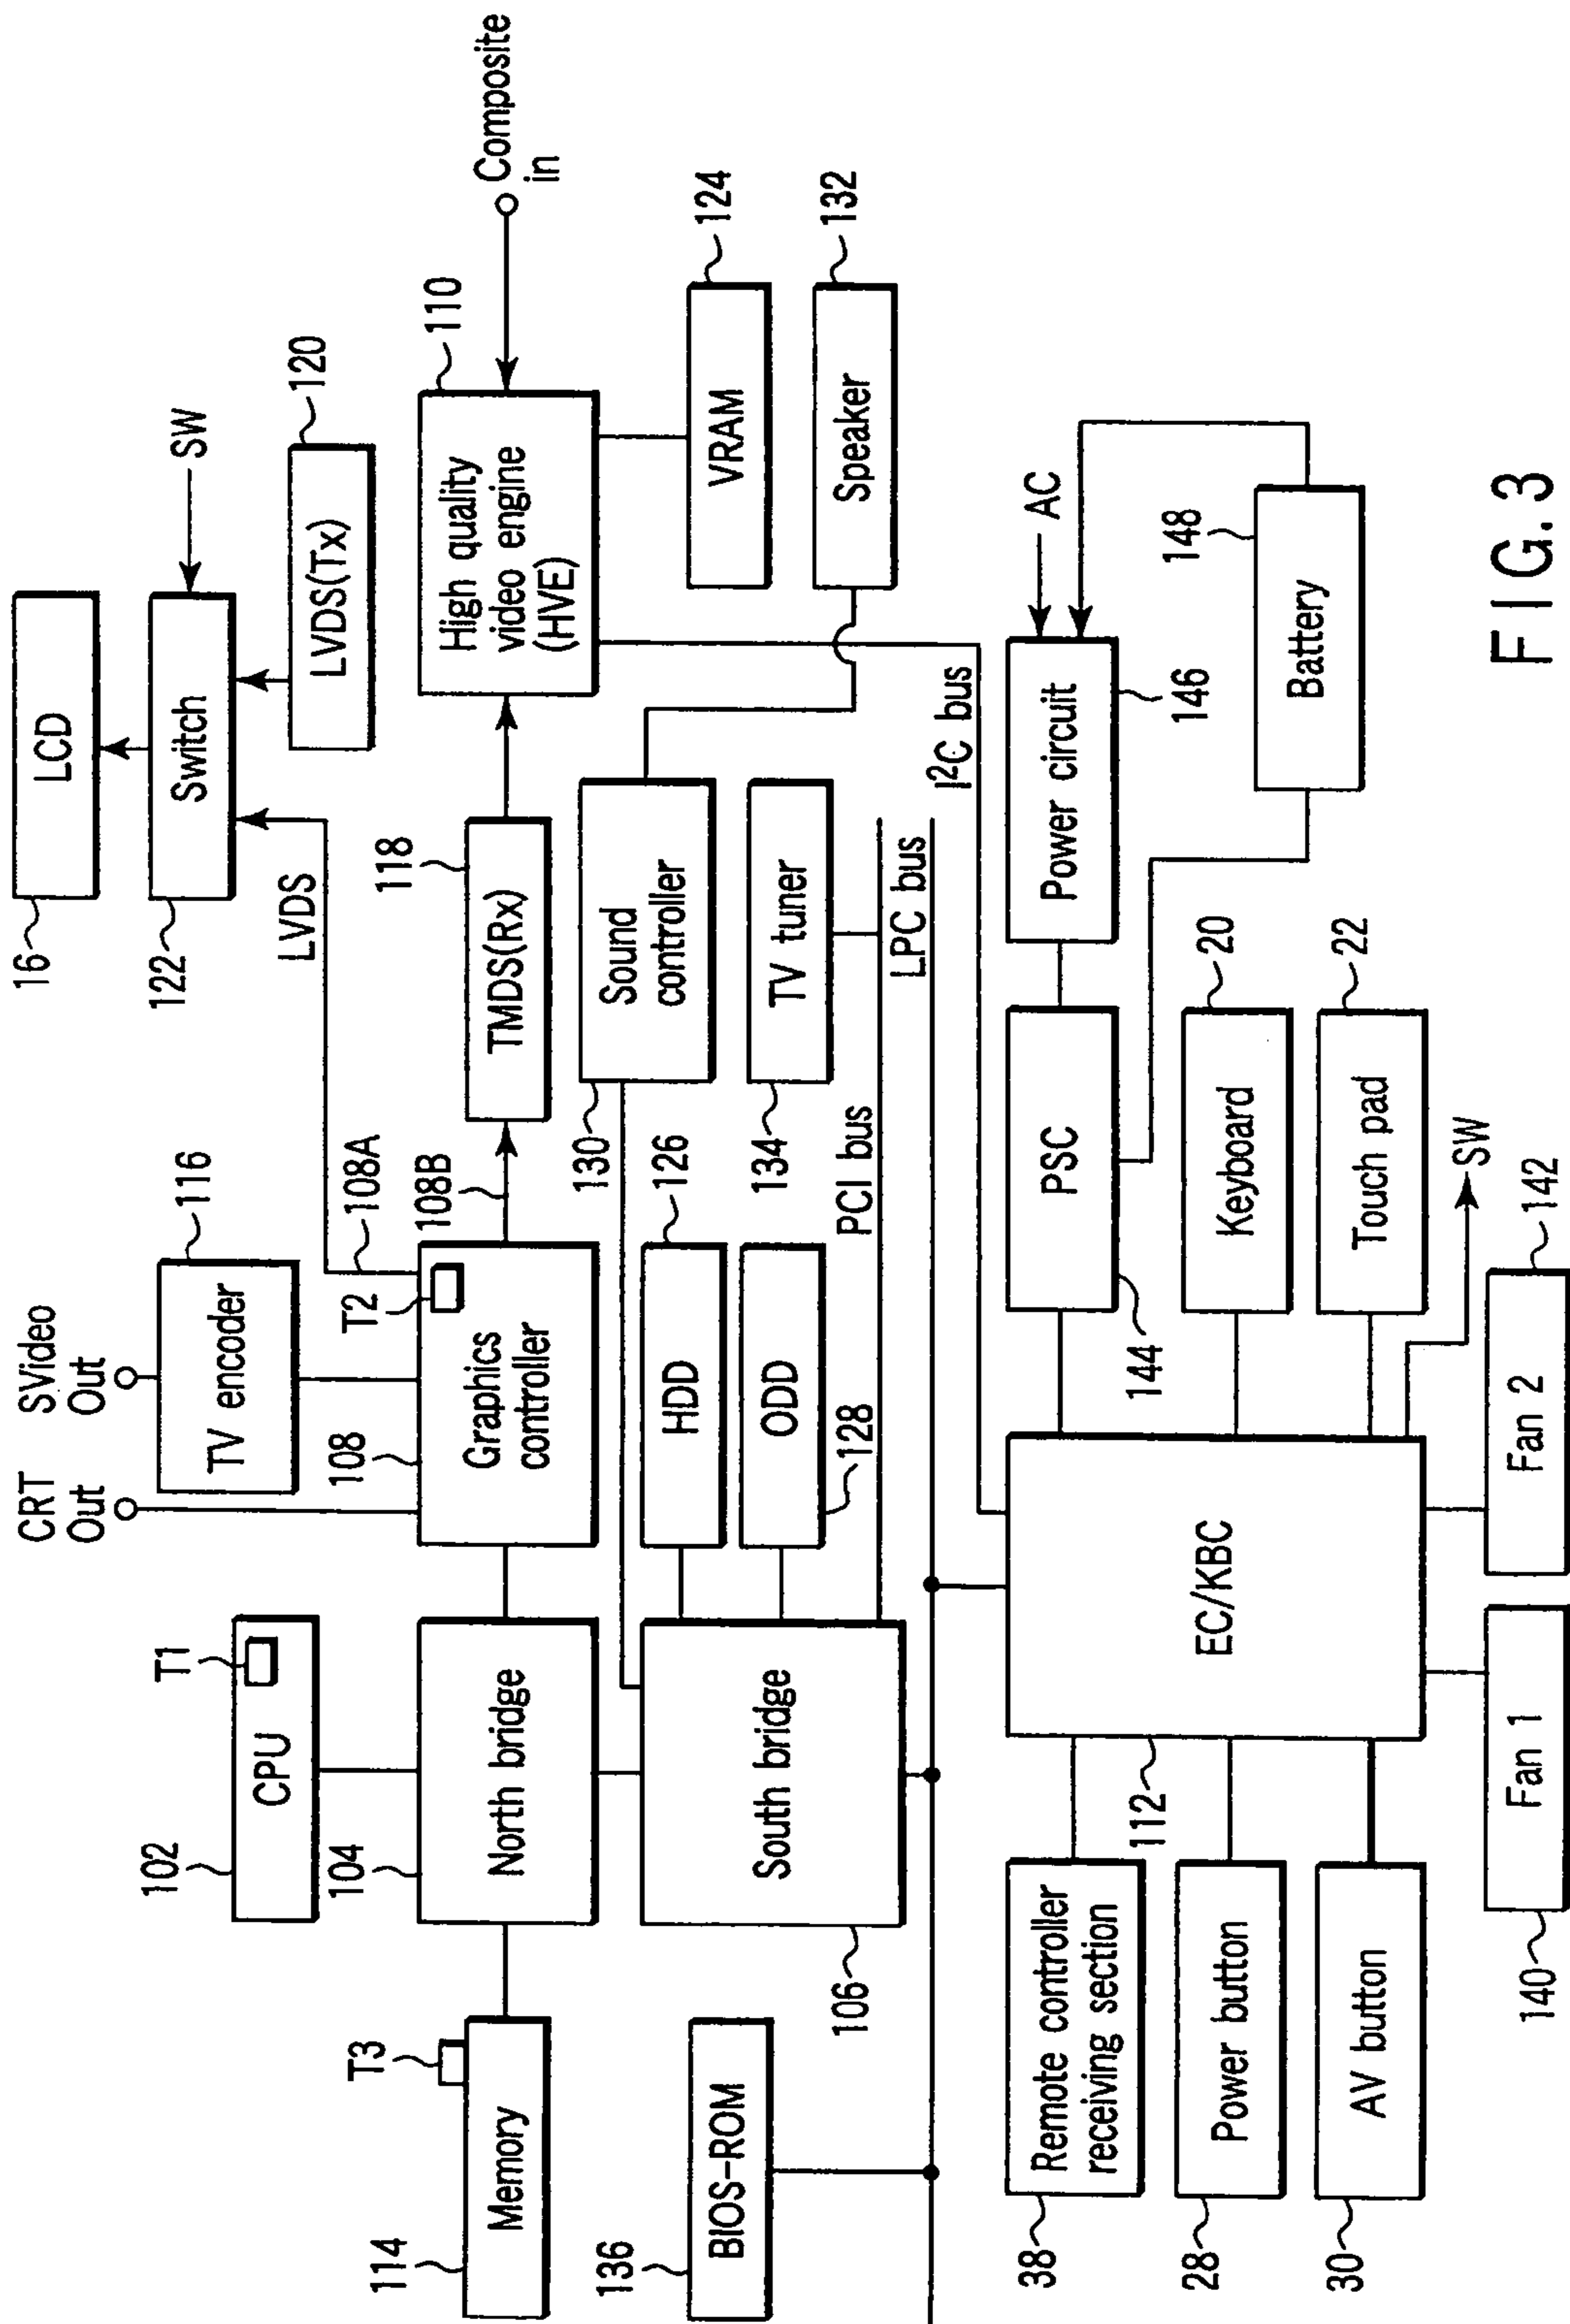 CRT
Out
SVideo
Out
16
LCD
122
Switch
SW
LVDS
LVDS(Tx)
120
102
CPU
T1
TV encoder
116
108A
104
North bridge
108
Graphics
controller
T2
108B
TMDS(Rx)
118
High quality
video engine
(HVE)
110
Composite
in
114
Memory
T3
VRAM
124
106
South bridge
HDD
126
ODD
128
130
Sound
controller
134
TV tuner
Speaker
132
136
BIOS-ROM
PCI bus
LPC bus
I²C bus
38
Remote controller
receiving section
28
Power button
30
AV button
112
EC/KBC
144
PSC
Power circuit
146
AC
Keyboard
20
Touch pad
22
SW
148
Battery
140
Fan 1
Fan 2
142
FIG. 3